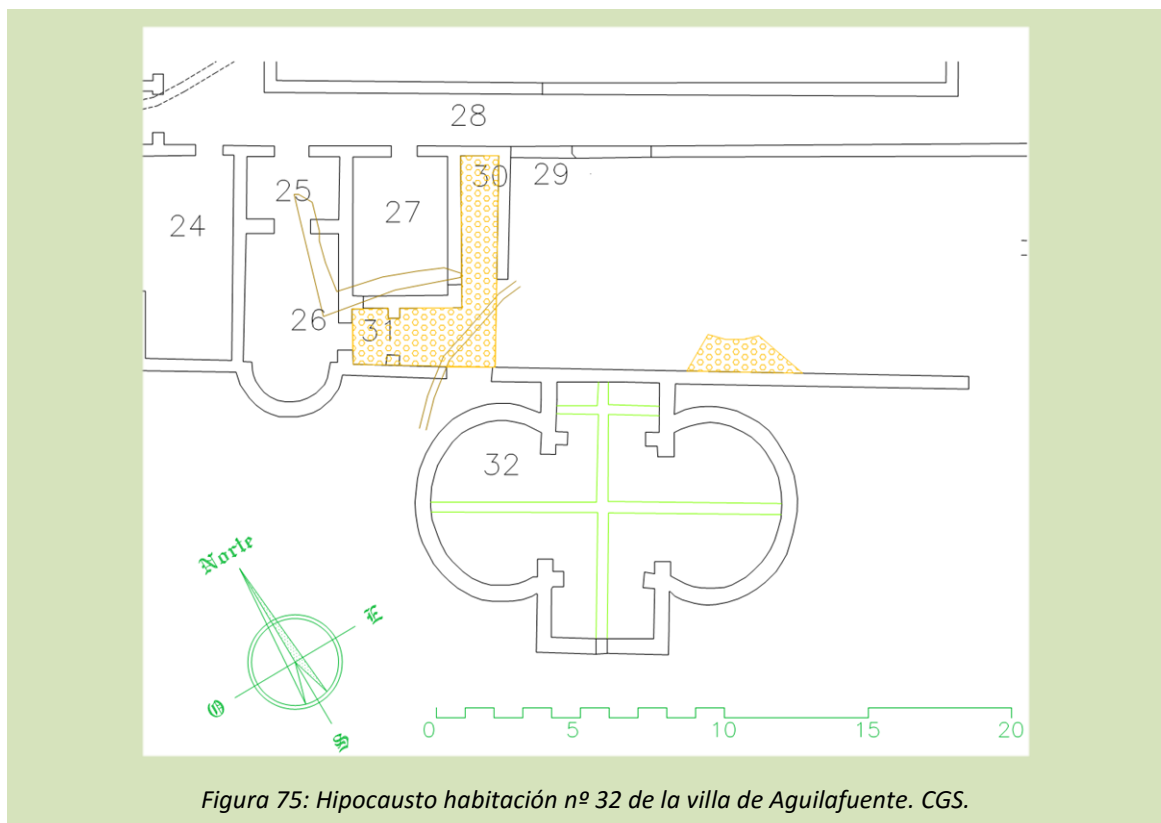 28
25
30
29
27
24
26
31
32
Norte
E
O
S
0 5 10 15 20
Figura 75: Hipocausto habitación nº 32 de la villa de Aguilafuente. CGS.